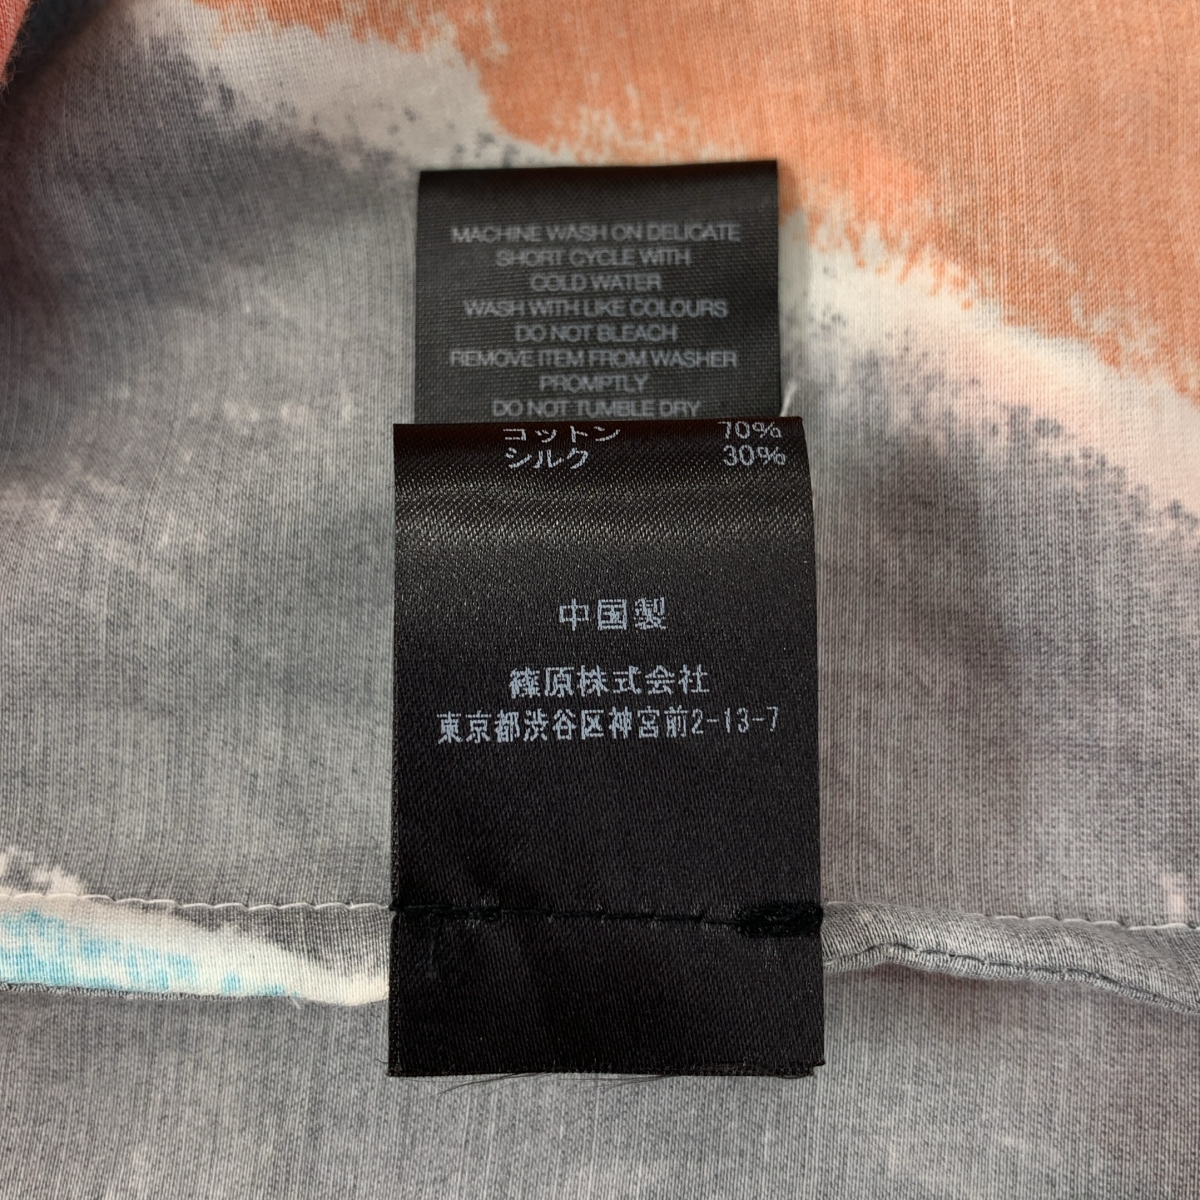 MACHINE WASH ON DELICATE
SHORT CYCLE WITH
COLD WATER
WASH WITH LIKE COLOURS
DO NOT BLEACH
REMOVE ITEM FROM WASHER
PROMPTLY
DO NOT TUMBLE DRY
コットン 70%
シルク 30%
中国製
篠原株式会社
東京都渋谷区神宮前2-13-7